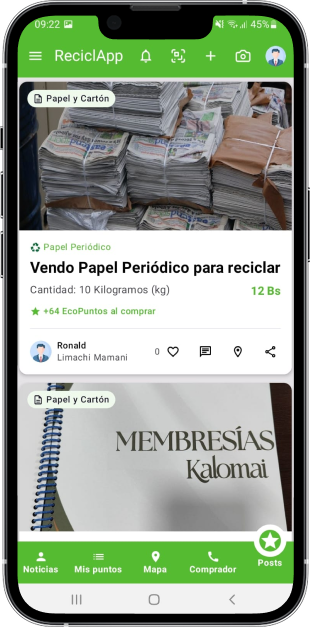 09:22
45%
ReciclApp
Papel y Cartón
Papel Periódico
Vendo Papel Periódico para reciclar
Cantidad: 10 Kilogramos (kg)
12 Bs
+64 EcoPuntos al comprar
Ronald
Limachi Mamani
0
Papel y Cartón
MEMBRESÍAS
Kalomai
Noticias
Mis puntos
Mapa
Comprador
Posts